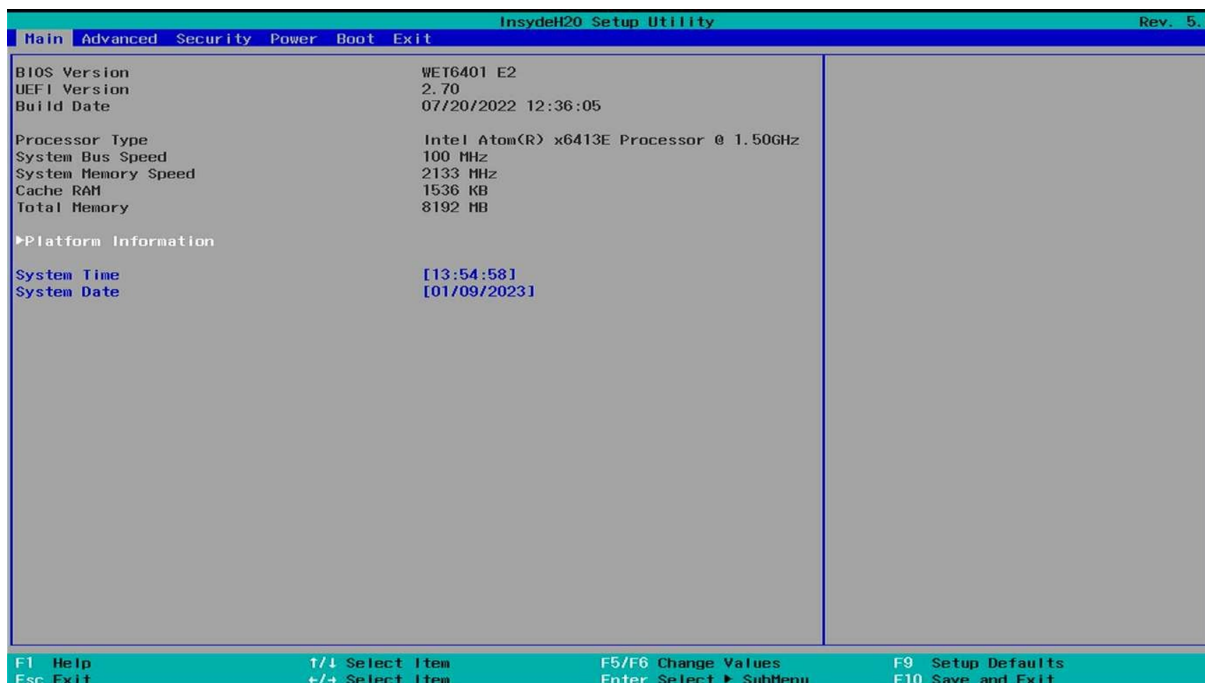 InsydeH2O Setup Utility Rev. 5.
Main Advanced Security Power Boot Exit
BIOS Version WET6401 E2
UEFI Version 2.70
Build Date 07/20/2022 12:36:05
Processor Type Intel Atom(R) x6413E Processor @ 1.50GHz
System Bus Speed 100 MHz
System Memory Speed 2133 MHz
Cache RAM 1536 KB
Total Memory 8192 MB
▶Platform Information
System Time [13:54:58]
System Date [01/09/2023]
F1 Help ↑/↓ Select Item F5/F6 Change Values F9 Setup Defaults
Esc Exit ←/→ Select Item Enter Select ▶ SubMenu F10 Save and Exit